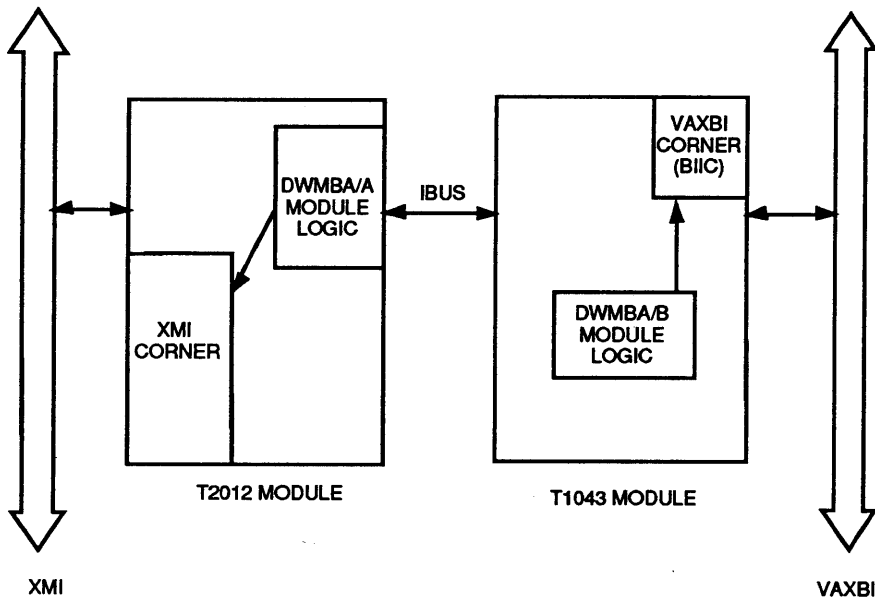 VAXBI
CORNER
(BIIC)
DWMBA/A
MODULE
LOGIC
IBUS
XMI
CORNER
DWMBA/B
MODULE
LOGIC
T2012 MODULE
T1043 MODULE
XMI
VAXBI